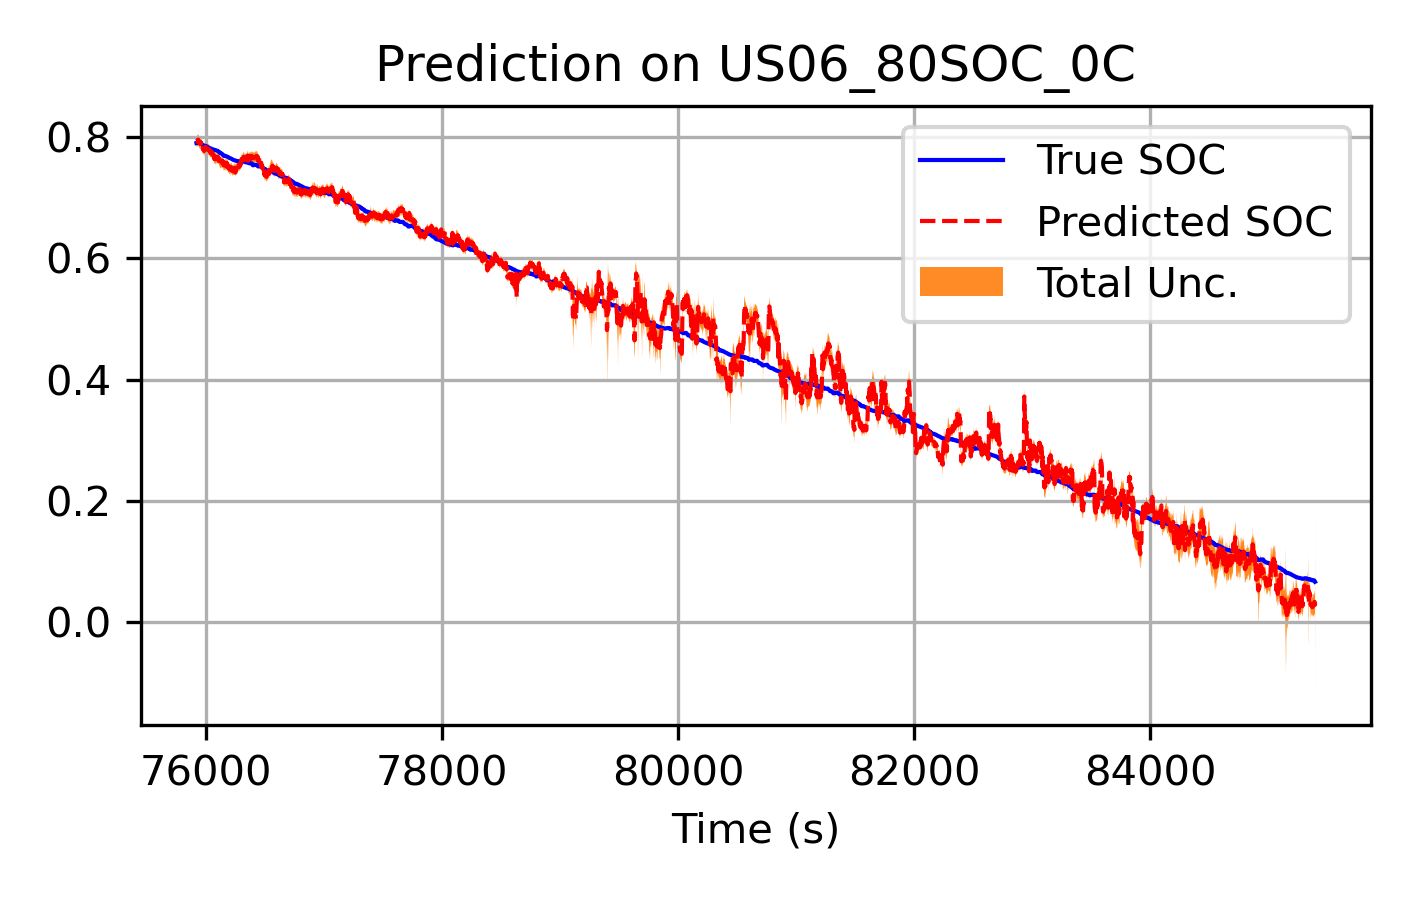 Prediction on US06_80SOC_0C
True SOC
Predicted SOC
Total Unc.
0.8
0.6
0.4
0.2
0.0
76000 78000 80000 82000 84000
Time (s)